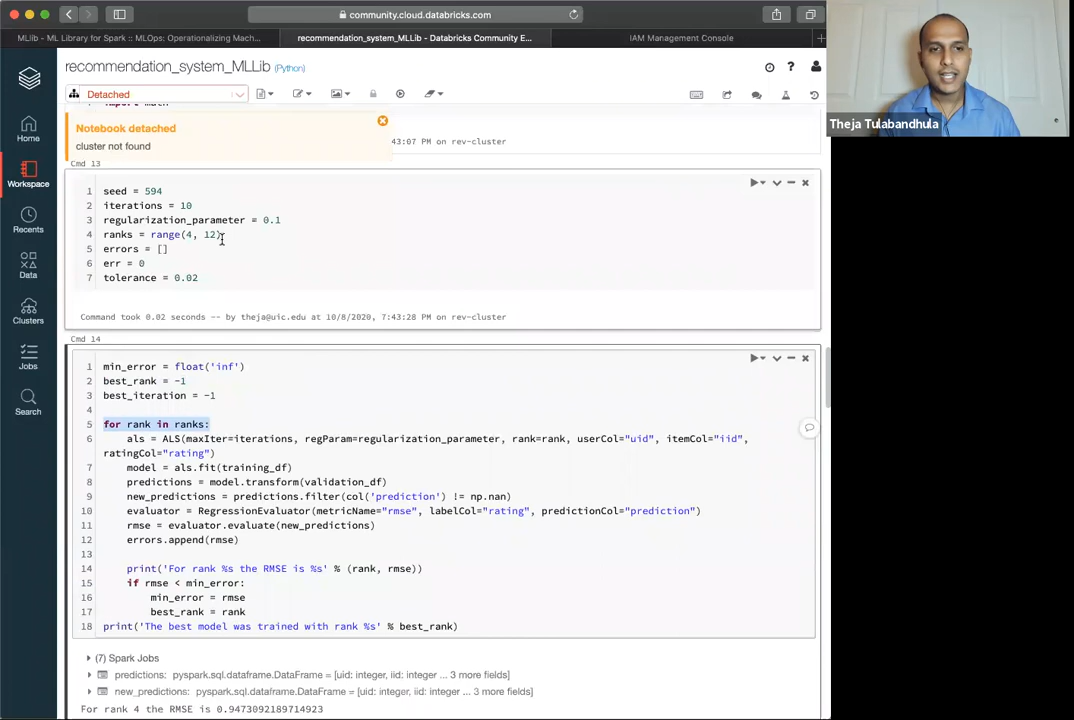 community.cloud.databricks.com
MLlib - ML Library for Spark :: MLOps: Operationalizing Mach...
recommendation_system_MLLib - Databricks Community E...
IAM Management Console
recommendation_system_MLLib (Python)
Detached
import math
Notebook detached
cluster not found
43:07 PM on rev-cluster
Cmd 13
1 seed = 594
2 iterations = 10
3 regularization_parameter = 0.1
4 ranks = range(4, 12)
5 errors = []
6 err = 0
7 tolerance = 0.02
Command took 0.02 seconds -- by theja@uic.edu at 10/8/2020, 7:43:28 PM on rev-cluster
Cmd 14
1 min_error = float('inf')
2 best_rank = -1
3 best_iteration = -1
4
5 for rank in ranks:
6 als = ALS(maxIter=iterations, regParam=regularization_parameter, rank=rank, userCol="uid", itemCol="iid",
ratingCol="rating")
7 model = als.fit(training_df)
8 predictions = model.transform(validation_df)
9 new_predictions = predictions.filter(col('prediction') != np.nan)
10 evaluator = RegressionEvaluator(metricName="rmse", labelCol="rating", predictionCol="prediction")
11 rmse = evaluator.evaluate(new_predictions)
12 errors.append(rmse)
13
14 print('For rank %s the RMSE is %s' % (rank, rmse))
15 if rmse < min_error:
16 min_error = rmse
17 best_rank = rank
18 print('The best model was trained with rank %s' % best_rank)
(7) Spark Jobs
predictions: pyspark.sql.dataframe.DataFrame = [uid: integer, iid: integer ... 3 more fields]
new_predictions: pyspark.sql.dataframe.DataFrame = [uid: integer, iid: integer ... 3 more fields]
For rank 4 the RMSE is 0.9473092189714923
Home
Workspace
Recents
Data
Clusters
Jobs
Search
Theja Tulabandhula